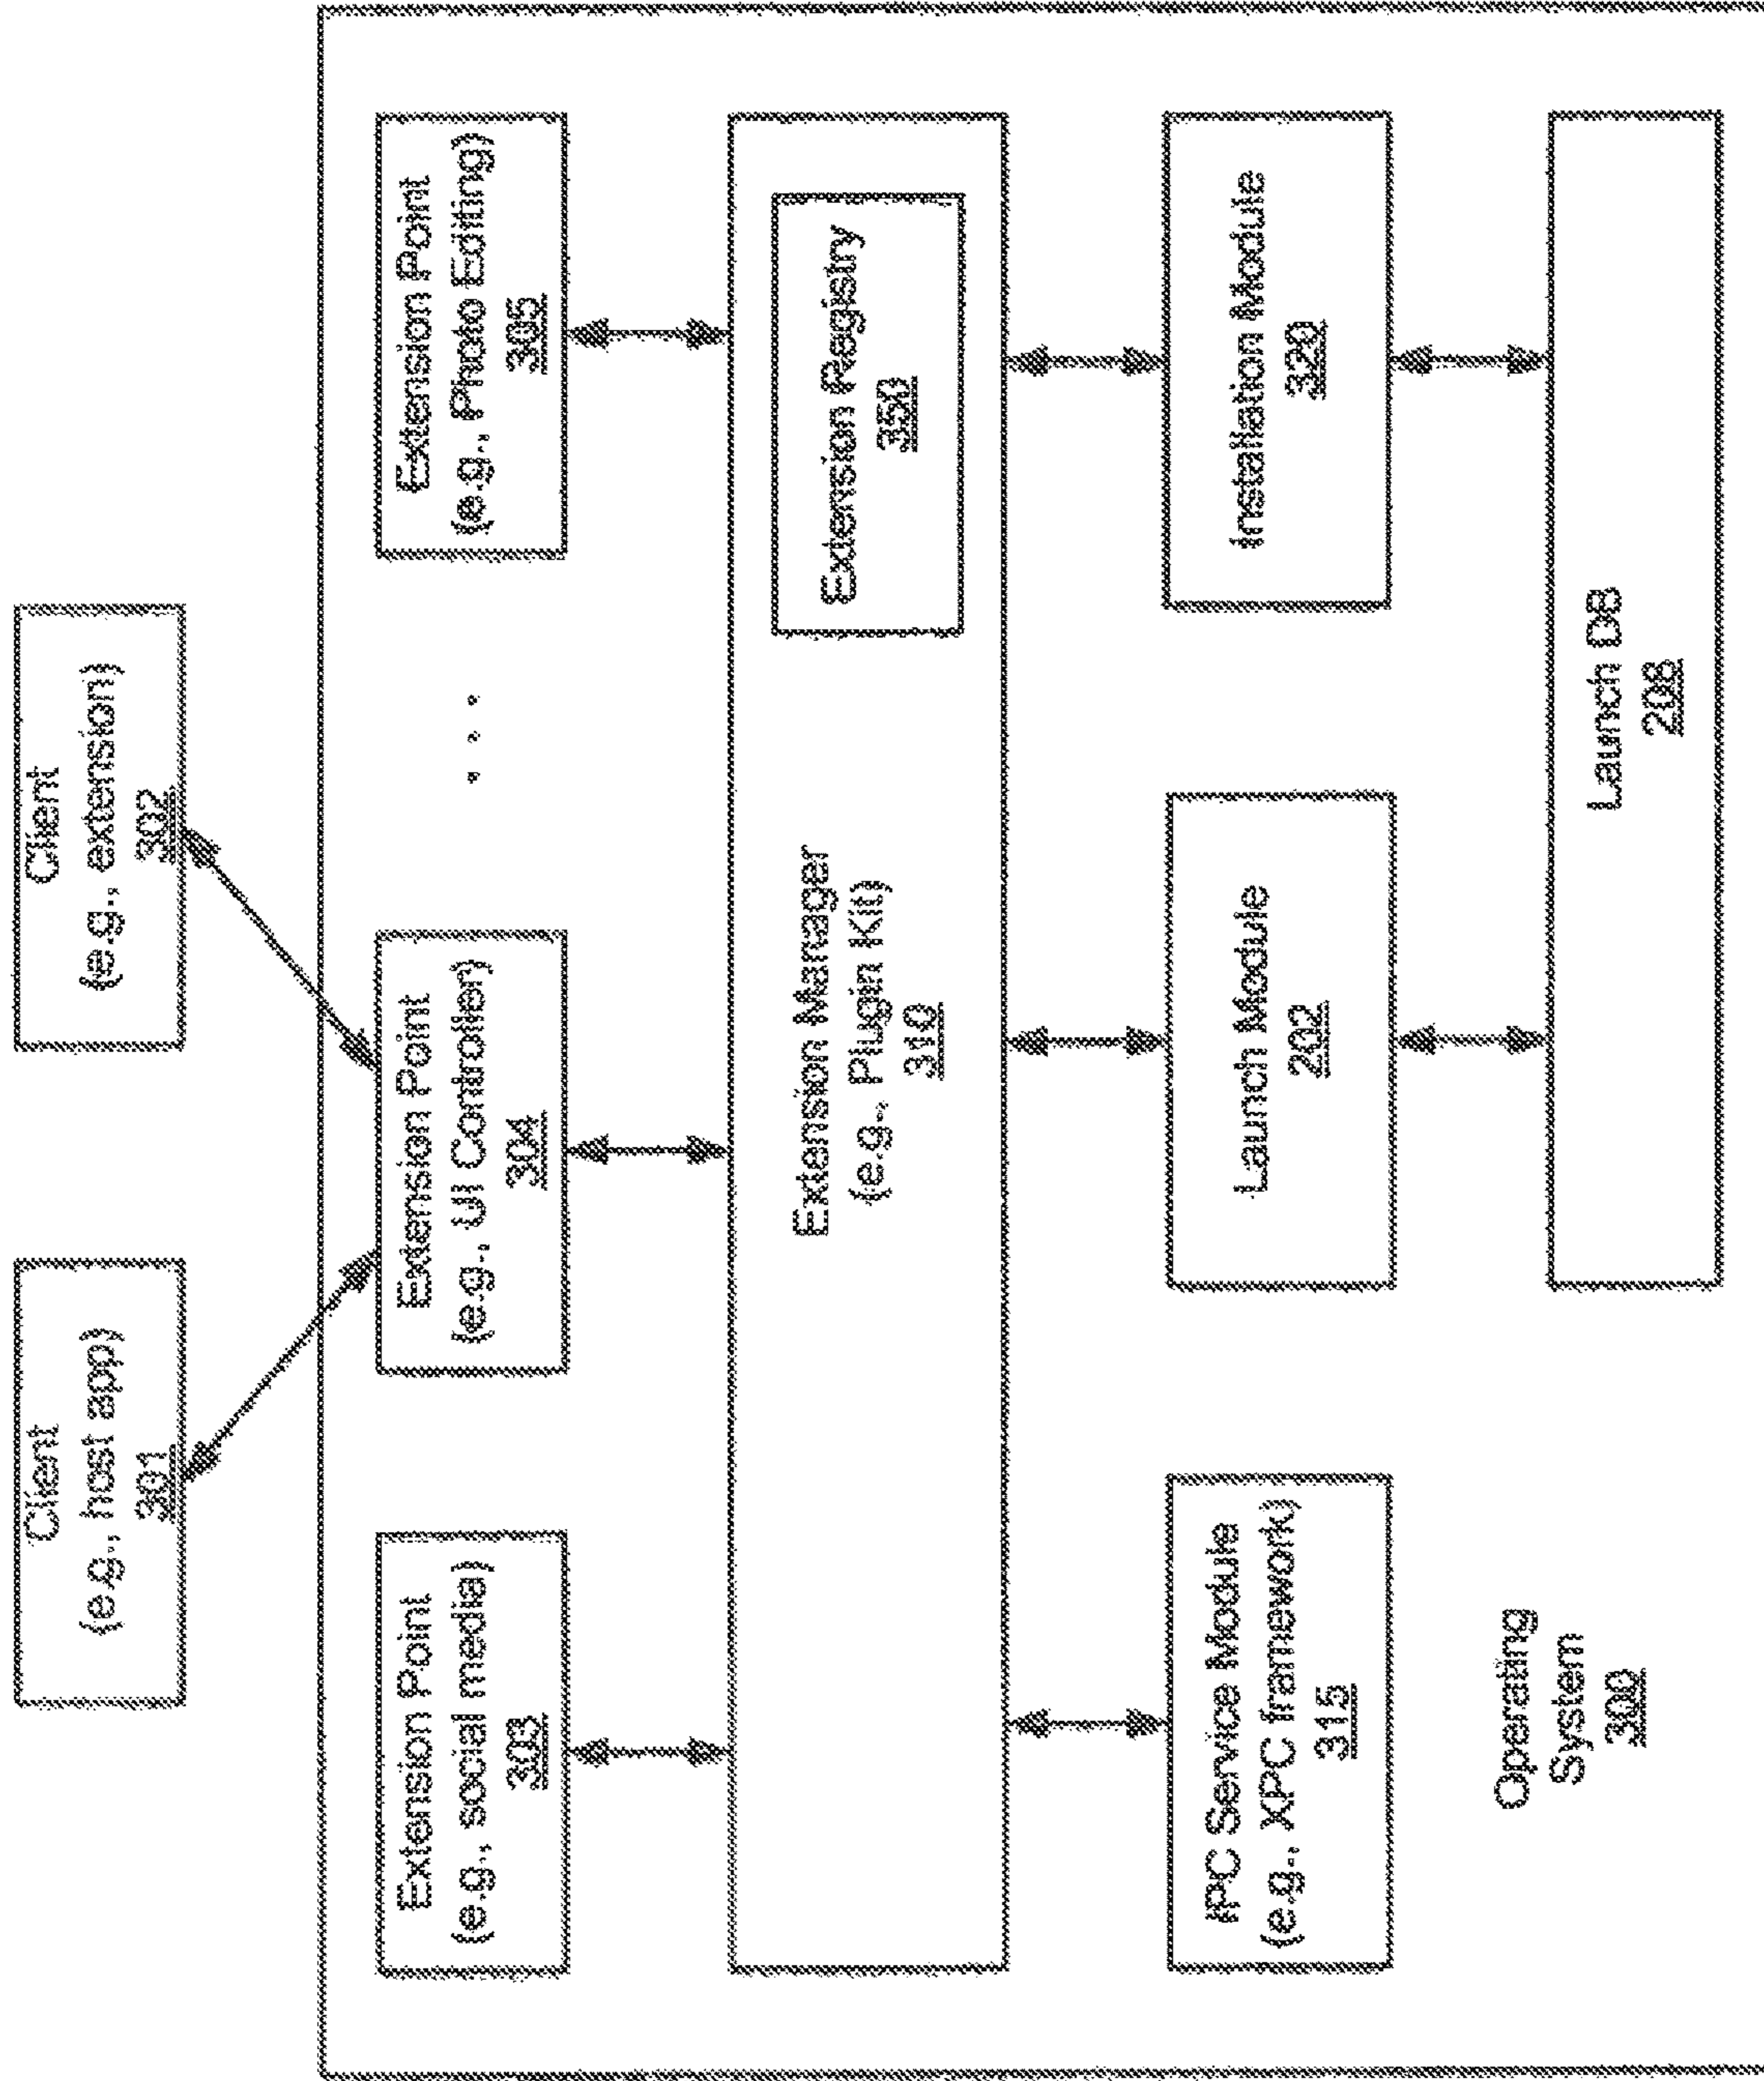 Client
(e.g., host app)
301
Client
(e.g., extension)
302
Extension Point
(e.g., social media)
303
Extension Point
(e.g., UI Controller)
304
. . .
Extension Point
(e.g., Photo Editing)
305
Extension Manager
(e.g., Plugin Kit)
310
Extension Registry
350
IPC Service Module
(e.g., XPC framework)
315
Launch Module
202
Installation Module
320
Operating
System
300
Launch DB
208